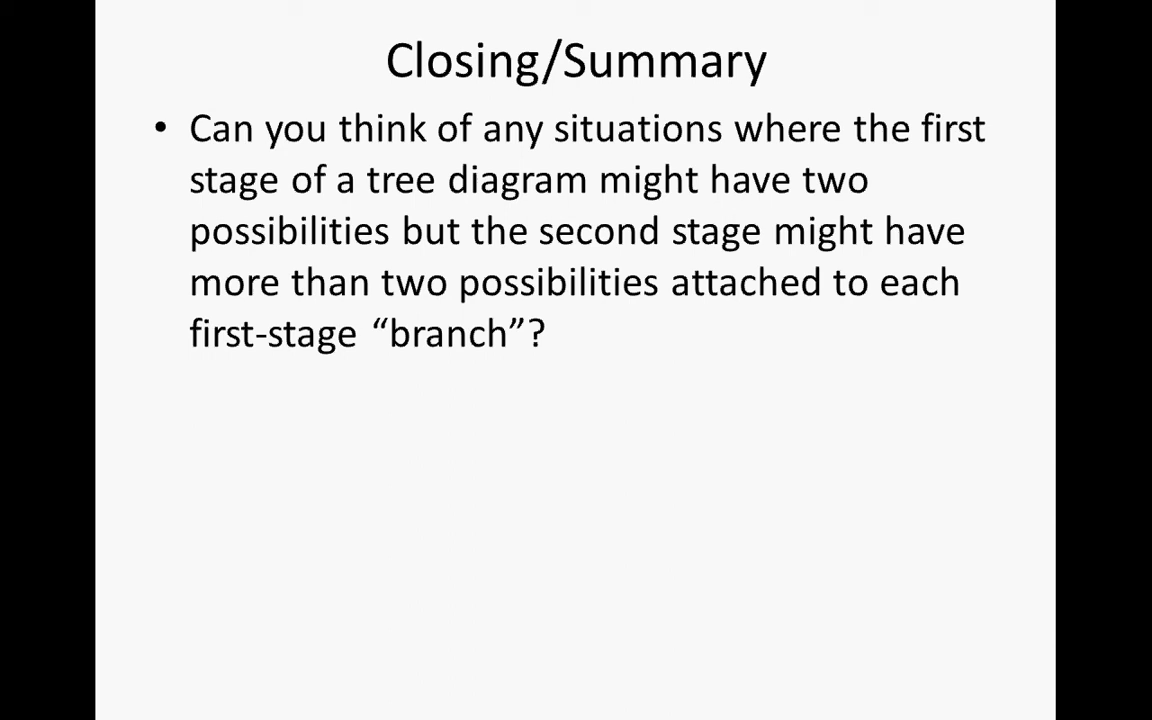 Closing/Summary
• Can you think of any situations where the first
stage of a tree diagram might have two
possibilities but the second stage might have
more than two possibilities attached to each
first-stage “branch”?